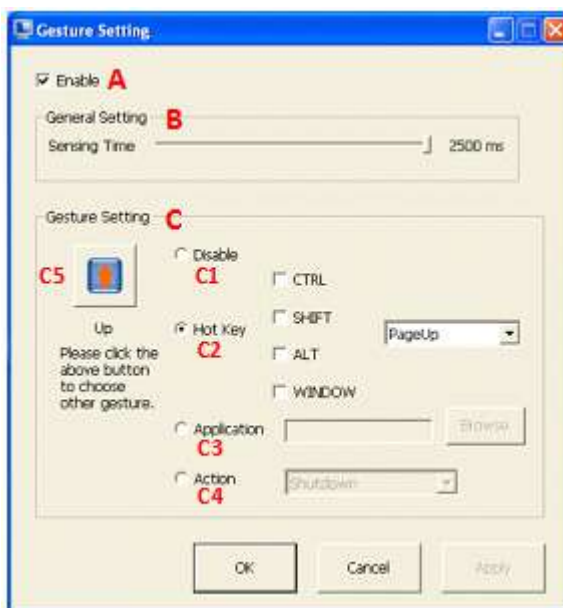 Gesture Setting
Enable A
General Setting B
Sensing Time 2500 ms
Gesture Setting C
C5
Up
Please click the
above button
to choose
other gesture.
Disable
C1
CTRL
SHIFT
Hot Key
C2
PageUp
ALT
WINDOW
Application
C3
Browse
Action
C4
Shutdown
OK Cancel Apply